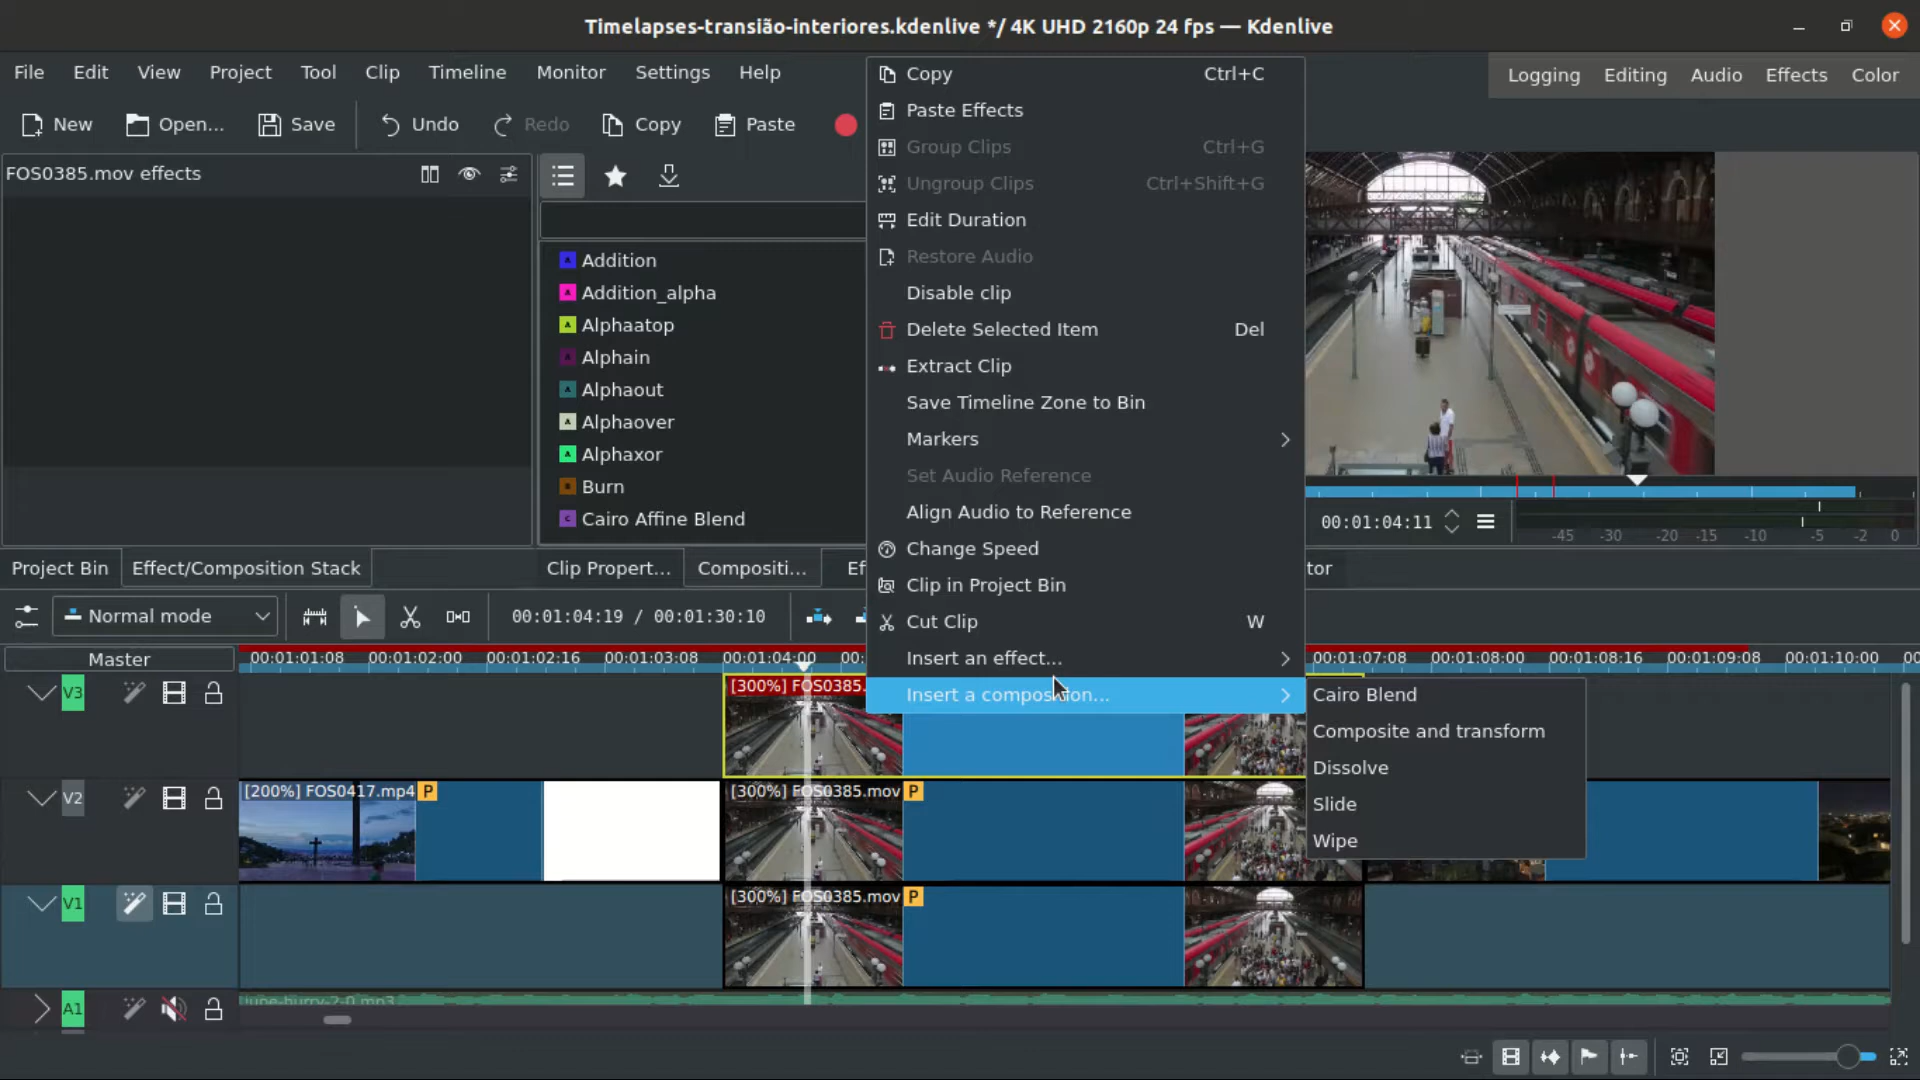 Timelapses-transião-interiores.kdenlive */ 4K UHD 2160p 24 fps — Kdenlive
File Edit View Project Tool Clip Timeline Monitor Settings Help
Logging Editing Audio Effects Color
New Open... Save Undo Redo Copy Paste
FOS0385.mov effects
Addition
Addition_alpha
Alphaatop
Alphain
Alphaout
Alphaover
Alphaxor
Burn
Cairo Affine Blend
Copy Ctrl+C
Paste Effects
Group Clips Ctrl+G
Ungroup Clips Ctrl+Shift+G
Edit Duration
Restore Audio
Disable clip
Delete Selected Item Del
Extract Clip
Save Timeline Zone to Bin
Markers
Set Audio Reference
Align Audio to Reference
Change Speed
Clip in Project Bin
Cut Clip W
Insert an effect...
Insert a composition...
Cairo Blend
Composite and transform
Dissolve
Slide
Wipe
00:01:04:11
-45 -30 -20 -15 -10 -5 -2 0
Project Bin Effect/Composition Stack Clip Propert... Compositi... Ef tor
Normal mode 00:01:04:19 / 00:01:30:10
Master 00:01:01:08 00:01:02:00 00:01:02:16 00:01:03:08 00:01:04:00 00: 00:01:07:08 00:01:08:00 00:01:08:16 00:01:09:08 00:01:10:00 00
V3 [300%] FOS0385.
V2 [200%] FOS0417.mp4 P [300%] FOS0385.mov P
V1 [300%] FOS0385.mov P
A1 june-hurry-2-0.mp3